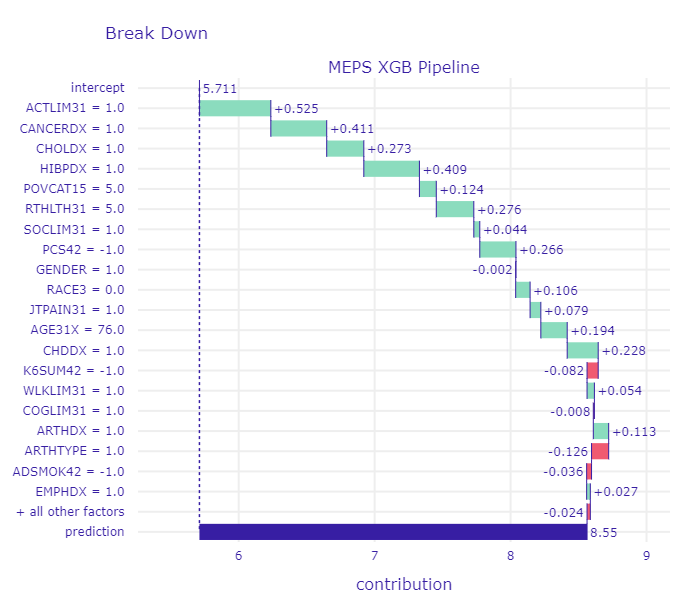 Break Down
MEPS XGB Pipeline
intercept 5.711
ACTLIM31 = 1.0 +0.525
CANCERDX = 1.0 +0.411
CHOLDX = 1.0 +0.273
HIBPDX = 1.0 +0.409
POVCAT15 = 5.0 +0.124
RTHLTH31 = 5.0 +0.276
SOCLIM31 = 1.0 +0.044
PCS42 = -1.0 +0.266
GENDER = 1.0 -0.002
RACE3 = 0.0 +0.106
JTPAIN31 = 1.0 +0.079
AGE31X = 76.0 +0.194
CHDDX = 1.0 +0.228
K6SUM42 = -1.0 -0.082
WLKLIM31 = 1.0 +0.054
COGLIM31 = 1.0 -0.008
ARTHDX = 1.0 +0.113
ARTHTYPE = 1.0 -0.126
ADSMOK42 = -1.0 -0.036
EMPHDX = 1.0 +0.027
+ all other factors -0.024
prediction 8.55
6 7 8 9
contribution